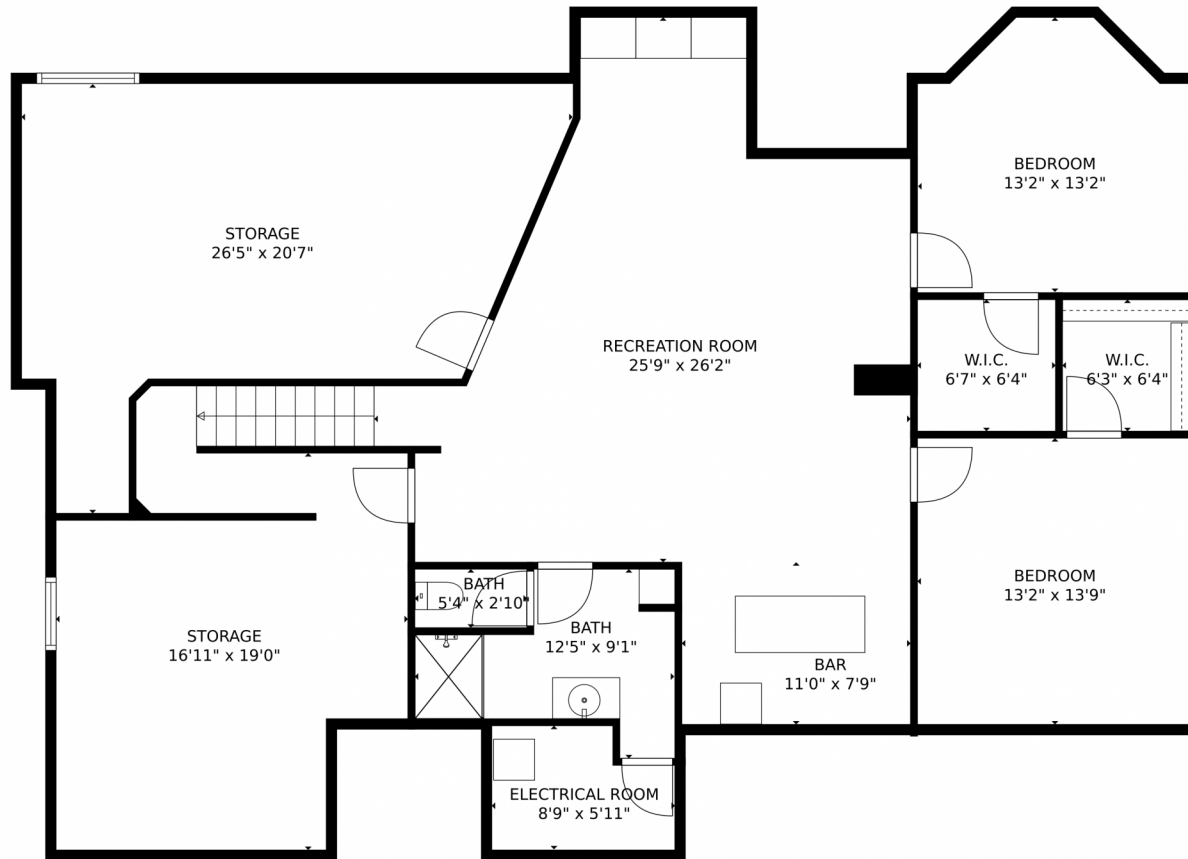 BEDROOM
13'2" x 13'2"
STORAGE
26'5" x 20'7"
RECREATION ROOM
25'9" x 26'2"
W.I.C.
6'7" x 6'4"
W.I.C.
6'3" x 6'4"
BATH
5'4" x 2'10"
BEDROOM
13'2" x 13'9"
STORAGE
16'11" x 19'0"
BATH
12'5" x 9'1"
BAR
11'0" x 7'9"
ELECTRICAL ROOM
8'9" x 5'11"